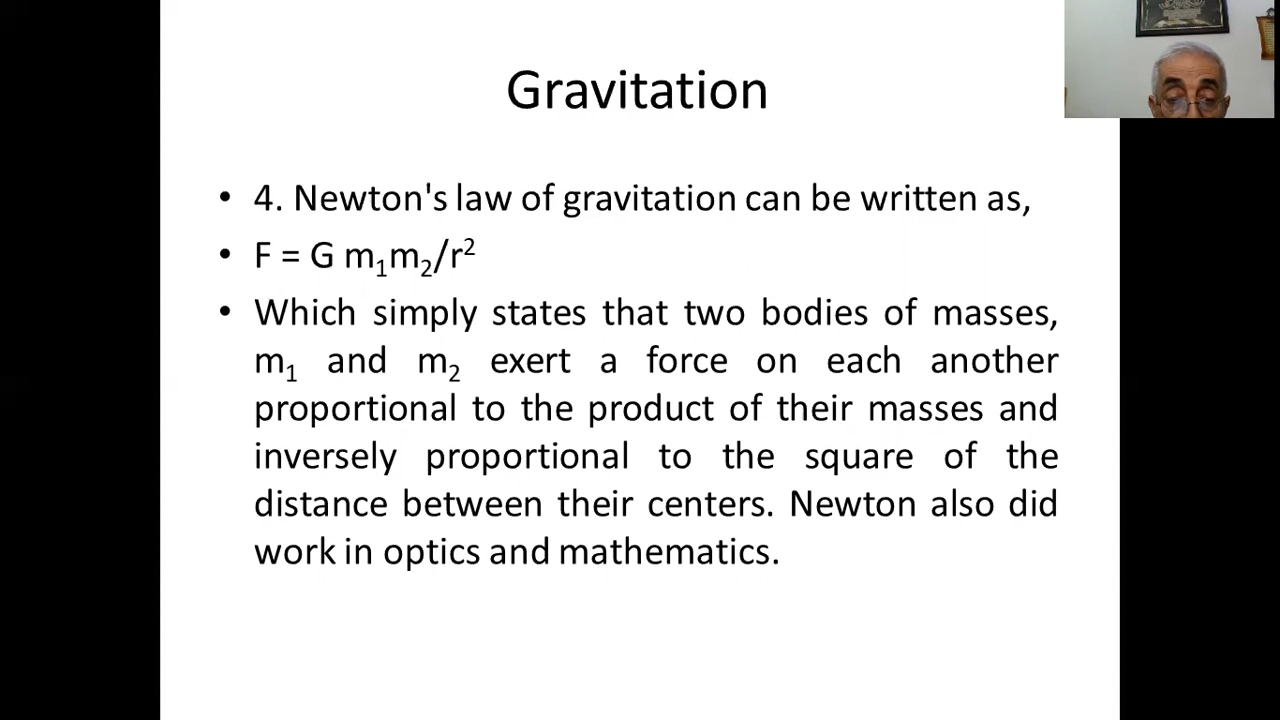 Gravitation
• 4. Newton's law of gravitation can be written as,
• F = G m₁m₂/r²
• Which simply states that two bodies of masses,
m₁ and m₂ exert a force on each another
proportional to the product of their masses and
inversely proportional to the square of the
distance between their centers. Newton also did
work in optics and mathematics.